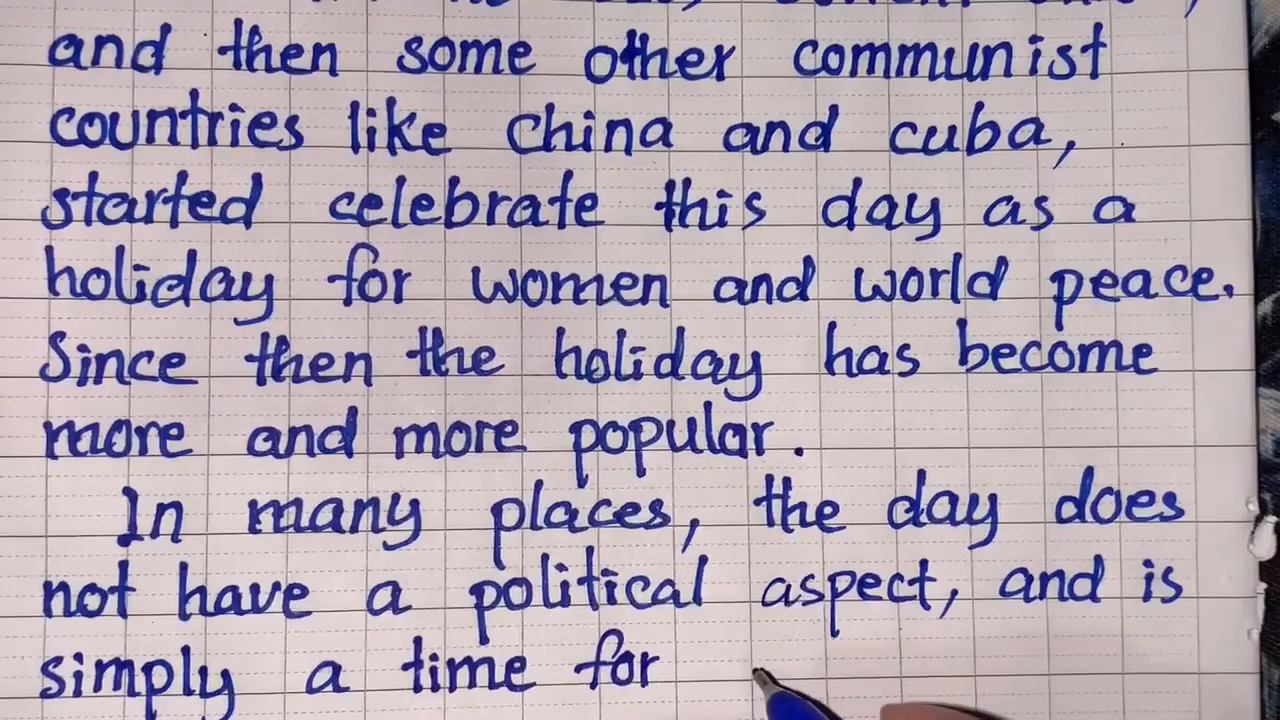 and then some other communist
countries like china and cuba,
started celebrate this day as a
holiday for women and world peace.
Since then the holiday has become
more and more popular.
In many places, the day does
not have a political aspect, and is
simply a time for